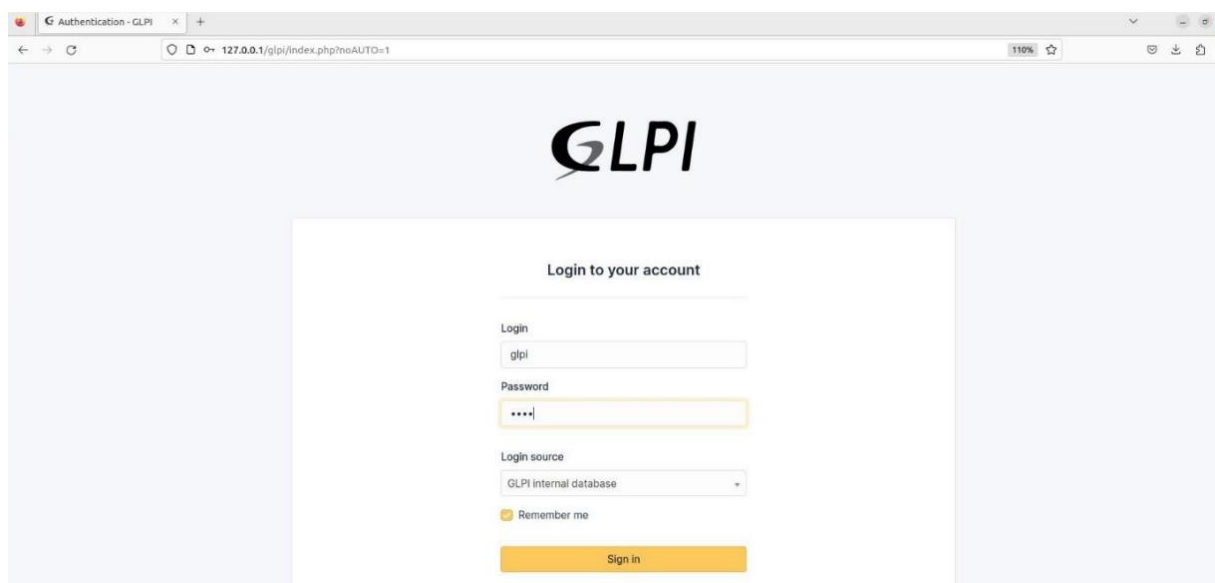 Authentication - GLPI
127.0.0.1/glpi/index.php?noAUTO=1 110%
GLPI
Login to your account
Login
glpi
Password
••••
Login source
GLPI internal database
Remember me
Sign in